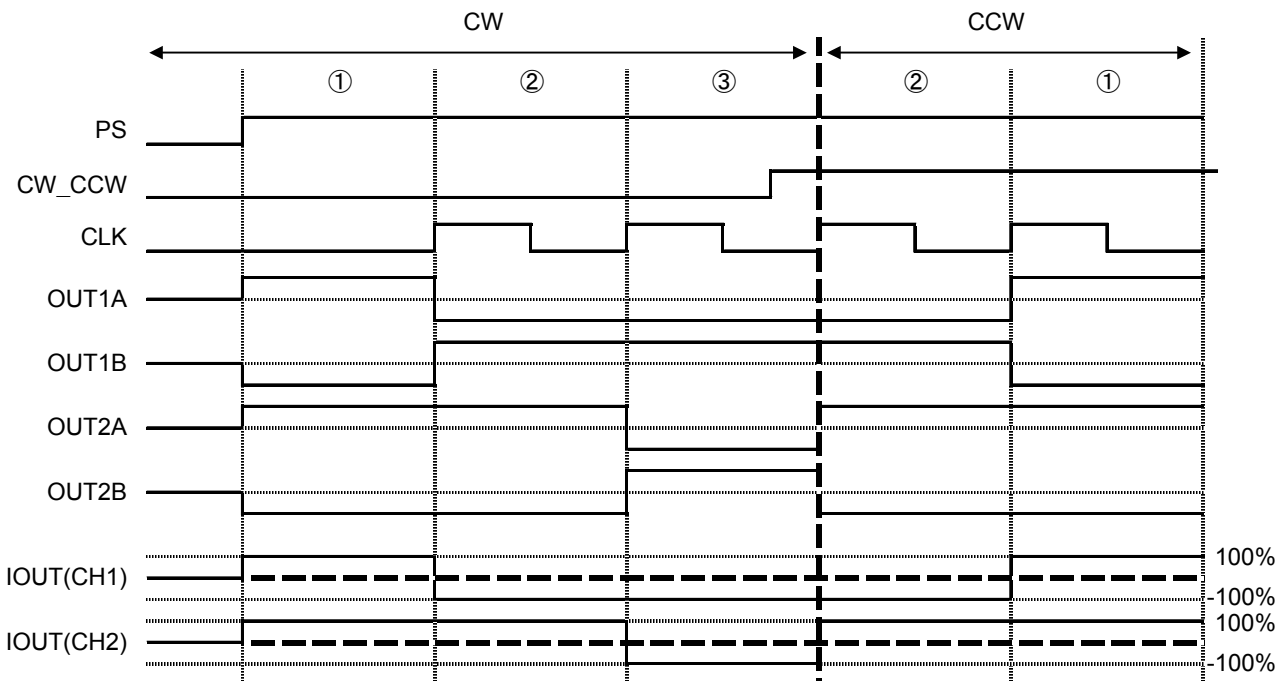 CW CCW
① ② ③ ② ①
PS
CW_CCW
CLK
OUT1A
OUT1B
OUT2A
OUT2B
IOUT(CH1)
100%
-100%
IOUT(CH2)
100%
-100%